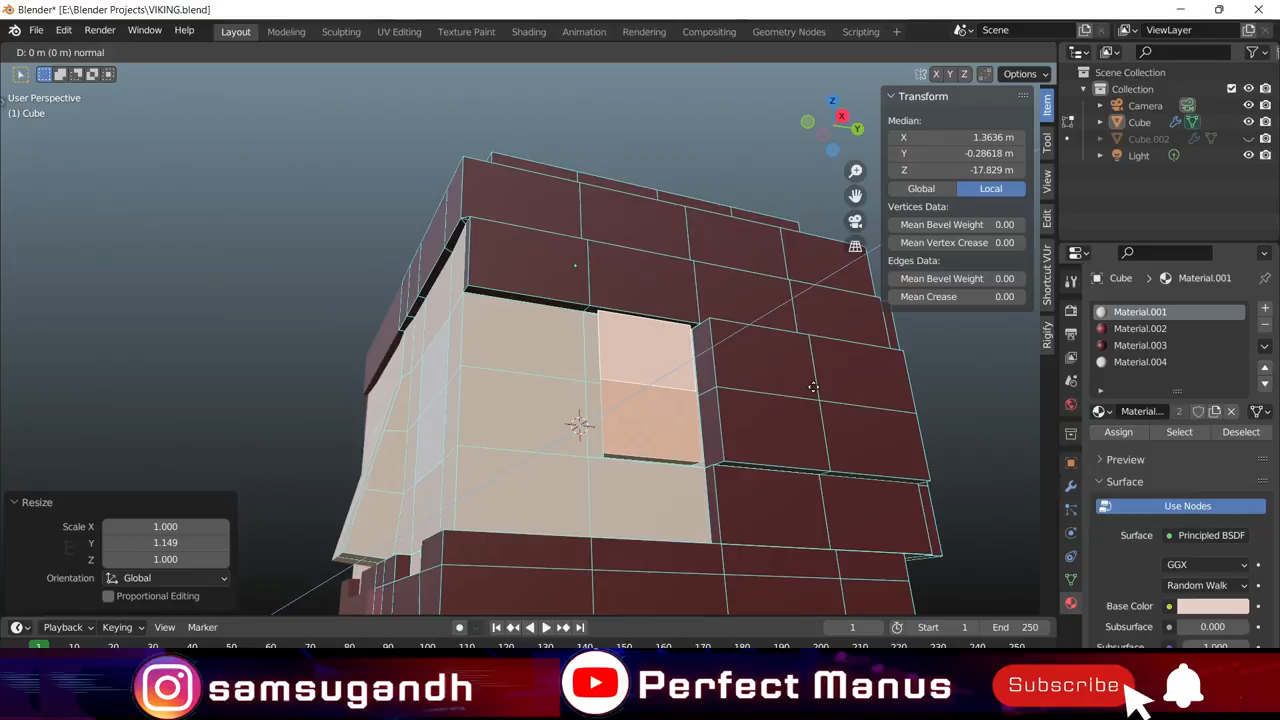 Blender* [E:\Blender Projects\VIKING.blend]
File Edit Render Window Help Layout Modeling Sculpting UV Editing Texture Paint Shading Animation Rendering Compositing Geometry Nodes Scripting + Scene ViewLayer
D: 0 m (0 m) normal
X Y Z Options
User Perspective
(1) Cube
Z
X
Y
Transform
Median:
X 1.3636 m
Y -0.28618 m
Z -17.829 m
Global Local
Vertices Data:
Mean Bevel Weight 0.00
Mean Vertex Crease 0.00
Edges Data:
Mean Bevel Weight 0.00
Mean Crease 0.00
Item
Tool
View
Edit
Shortcut VUr
Rigify
Scene Collection
Collection
Camera
Cube
Cube.002
Light
Cube Material.001
Material.001
Material.002
Material.003
Material.004
Material... 2
Assign Select Deselect
Preview
Surface
Use Nodes
Surface Principled BSDF
GGX
Random Walk
Base Color
Subsurface 0.000
Resize
Scale X 1.000
Y 1.149
Z 1.000
Orientation Global
Proportional Editing
Playback Keying View Marker 1 Start 1 End 250
1
samsugandh
Perfect Manus
Subscribe